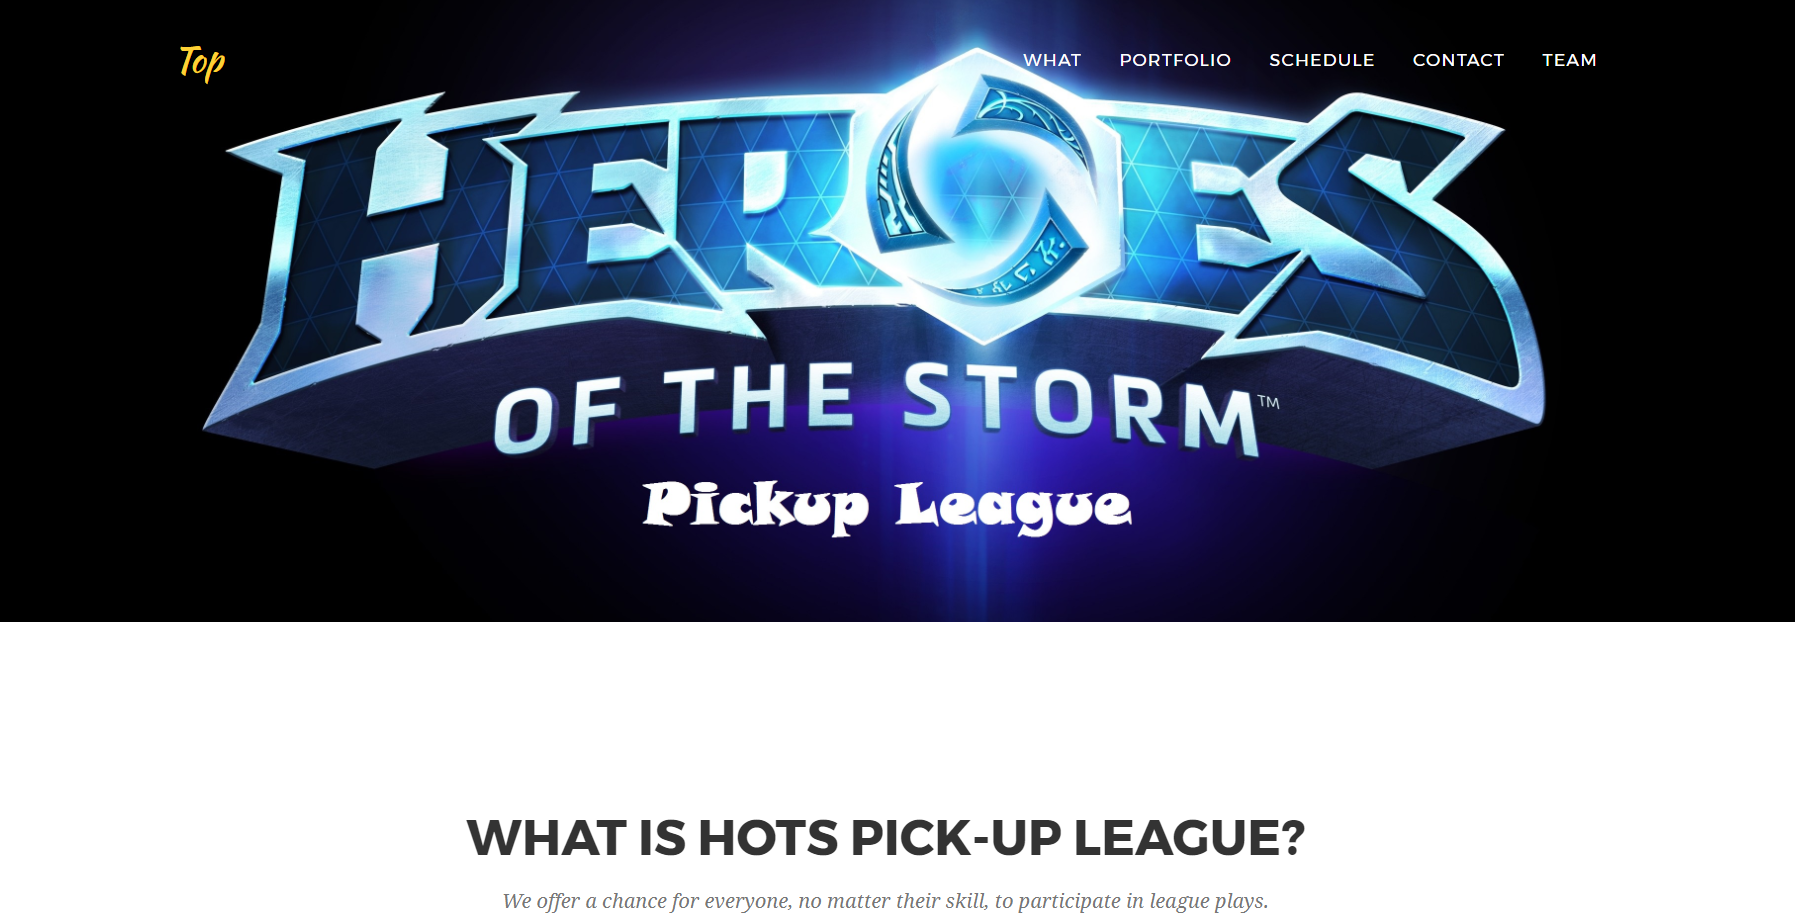 Top
WHAT PORTFOLIO SCHEDULE CONTACT TEAM
HEROES
OF THE STORM™
Pickup League
WHAT IS HOTS PICK-UP LEAGUE?
We offer a chance for everyone, no matter their skill, to participate in league plays.